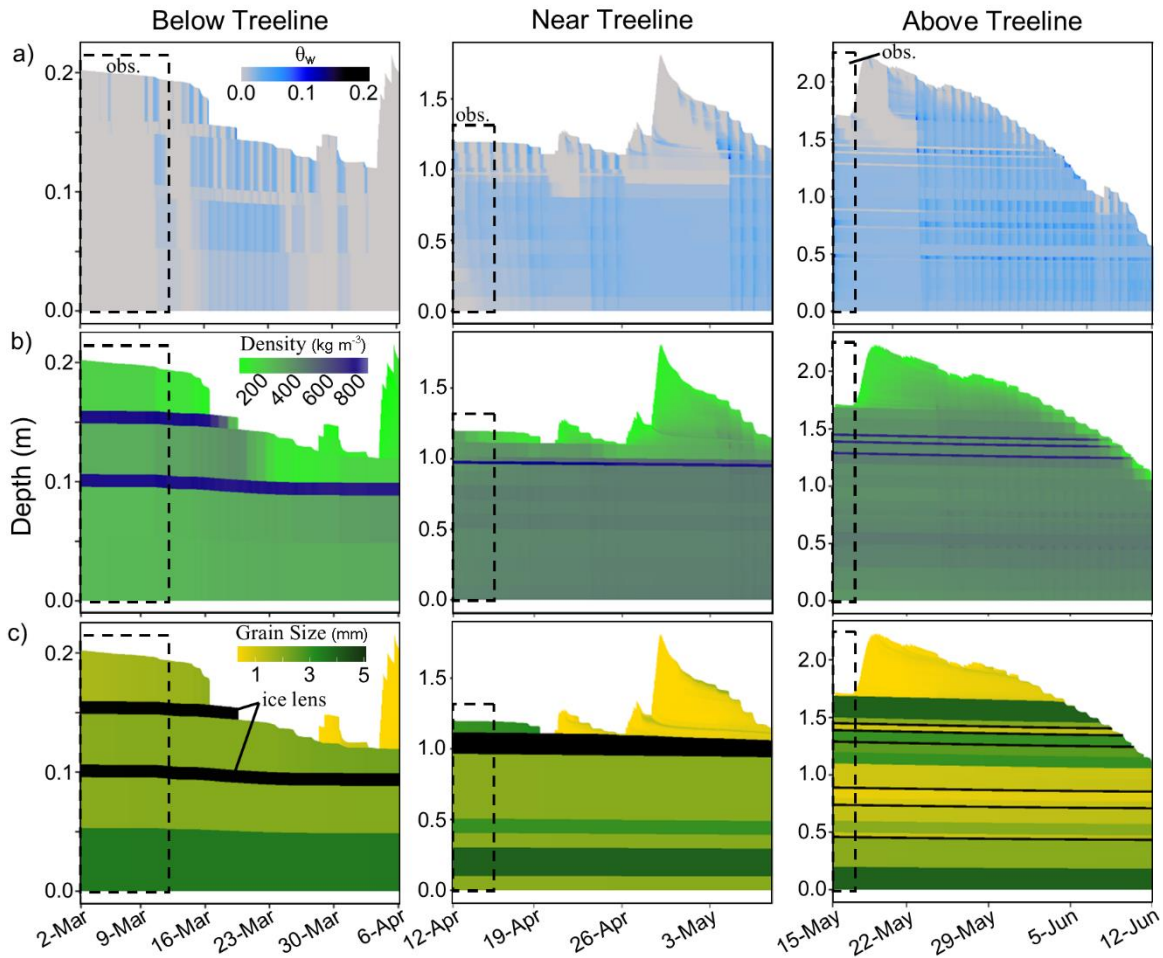 Below Treeline Near Treeline Above Treeline
a)
0.2
0.1
0.0
obs.
θw
0.0 0.1 0.2
1.5
1.0
0.5
0.0
obs.
2.0
1.5
1.0
0.5
0.0
obs.
b)
Depth (m)
0.2
0.1
0.0
Density (kg m⁻³)
200 400 600 800
1.5
1.0
0.5
0.0
2.0
1.5
1.0
0.5
0.0
c)
0.2
0.1
0.0
Grain Size (mm)
1 3 5
ice lens
1.5
1.0
0.5
0.0
2.0
1.5
1.0
0.5
0.0
2-Mar 9-Mar 16-Mar 23-Mar 30-Mar 6-Apr
12-Apr 19-Apr 26-Apr 3-May
15-May 22-May 29-May 5-Jun 12-Jun